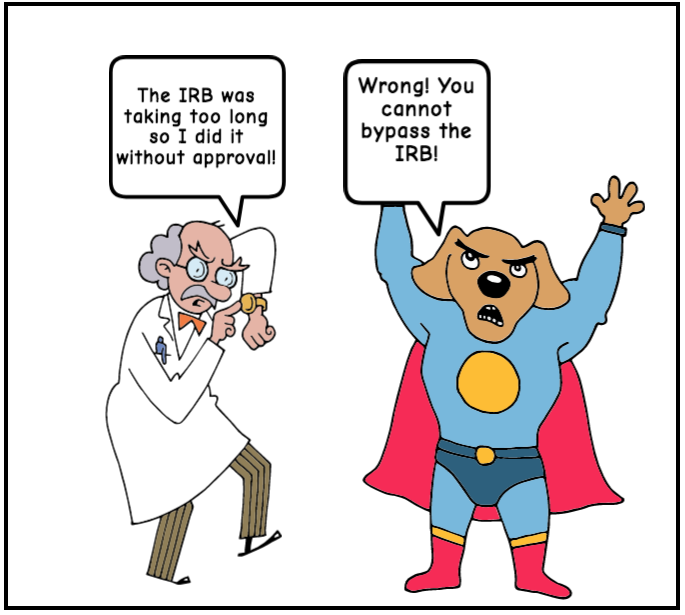 The IRB was
taking too long
so I did it
without approval!
Wrong! You
cannot
bypass the
IRB!